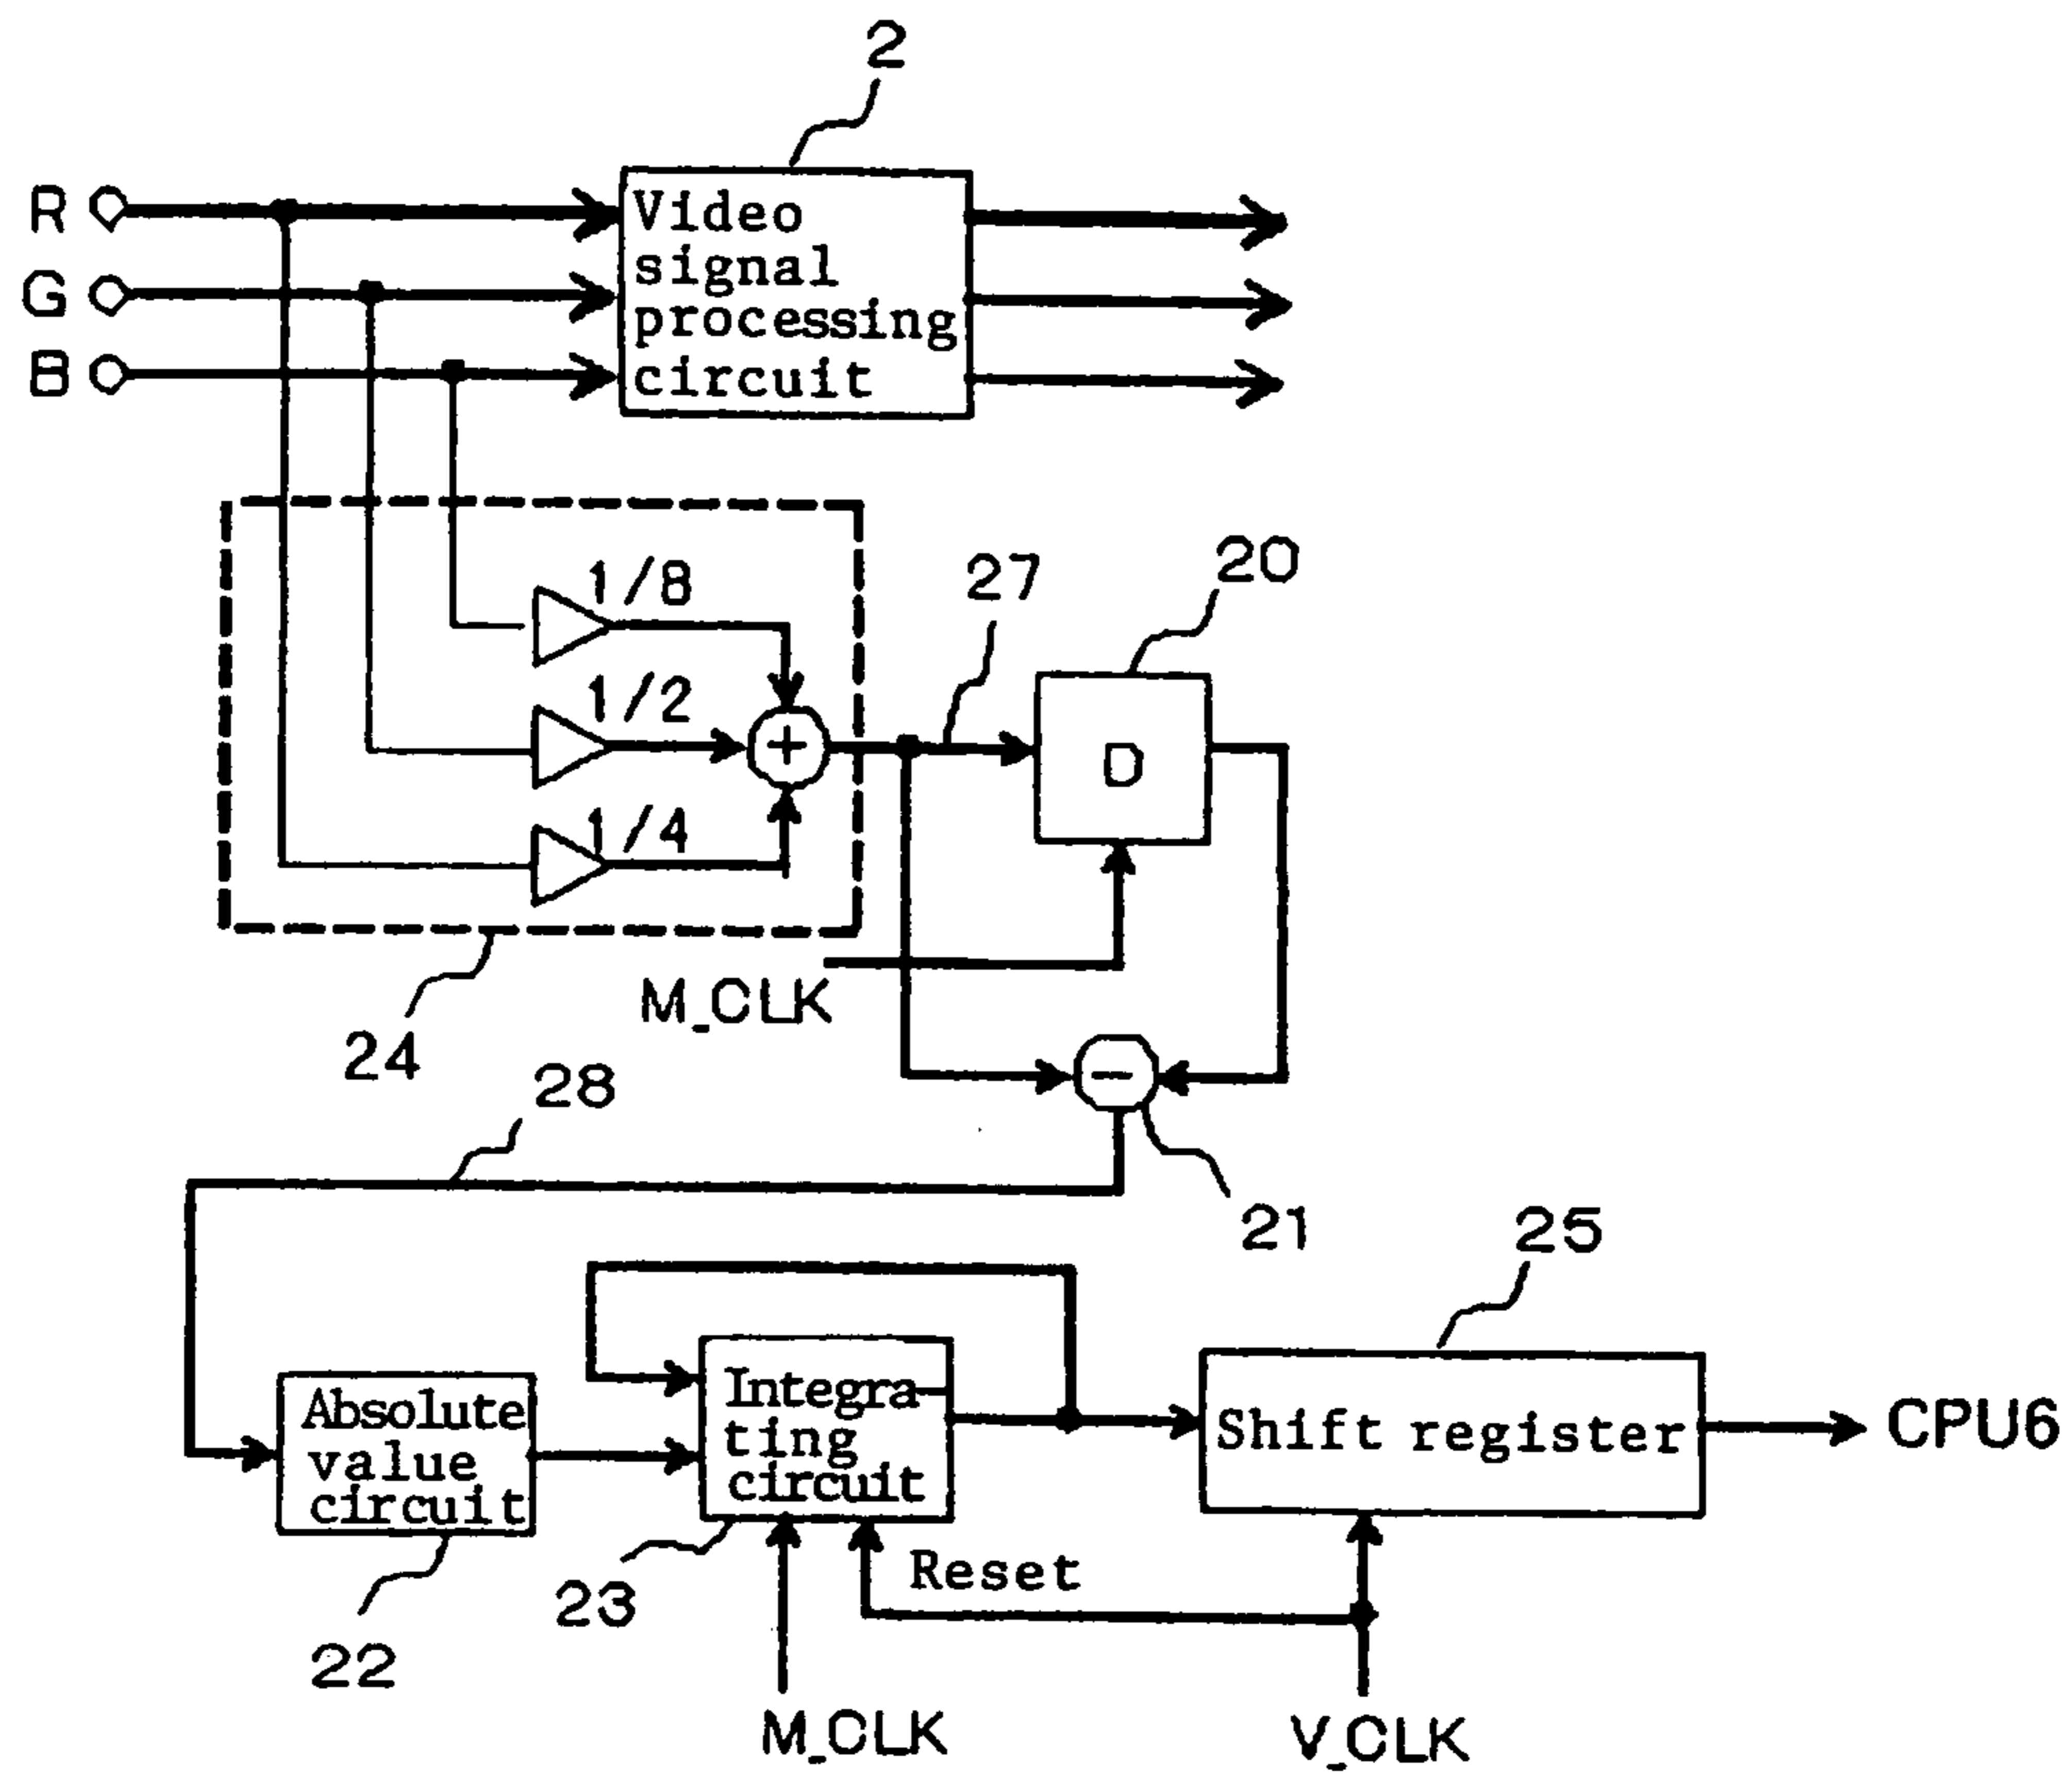 2
R
G
B
Video
signal
processing
circuit
1/8
1/2
1/4
27
20
D
M_CLK
24
28
21
25
Absolute
value
circuit
Integra-
ting
circuit
Shift register
CPU6
Reset
22
23
M_CLK
V_CLK